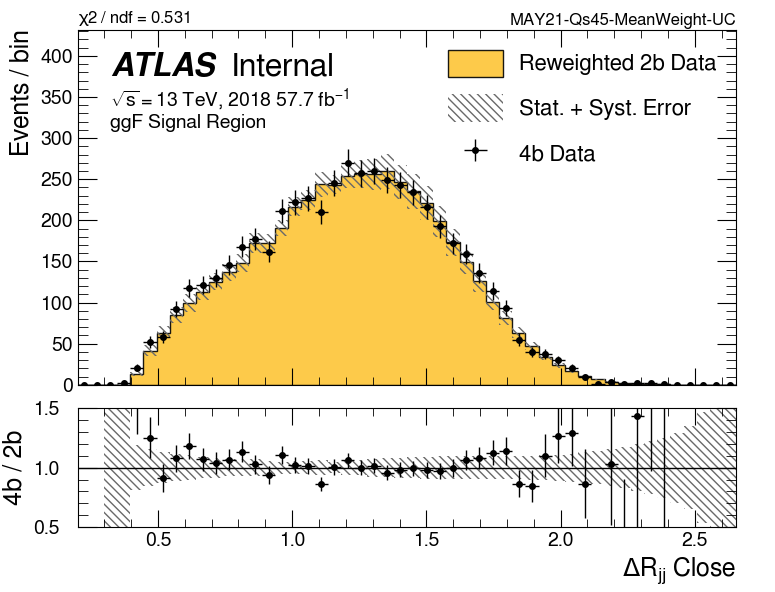 χ2 / ndf = 0.531
MAY21-Qs45-MeanWeight-UC
Events / bin
400
350
300
250
200
150
100
50
0
ATLAS Internal
√s = 13 TeV, 2018 57.7 fb⁻¹
ggF Signal Region
Reweighted 2b Data
Stat. + Syst. Error
4b Data
4b / 2b
1.5
1.0
0.5
0.5 1.0 1.5 2.0 2.5
ΔRjj Close